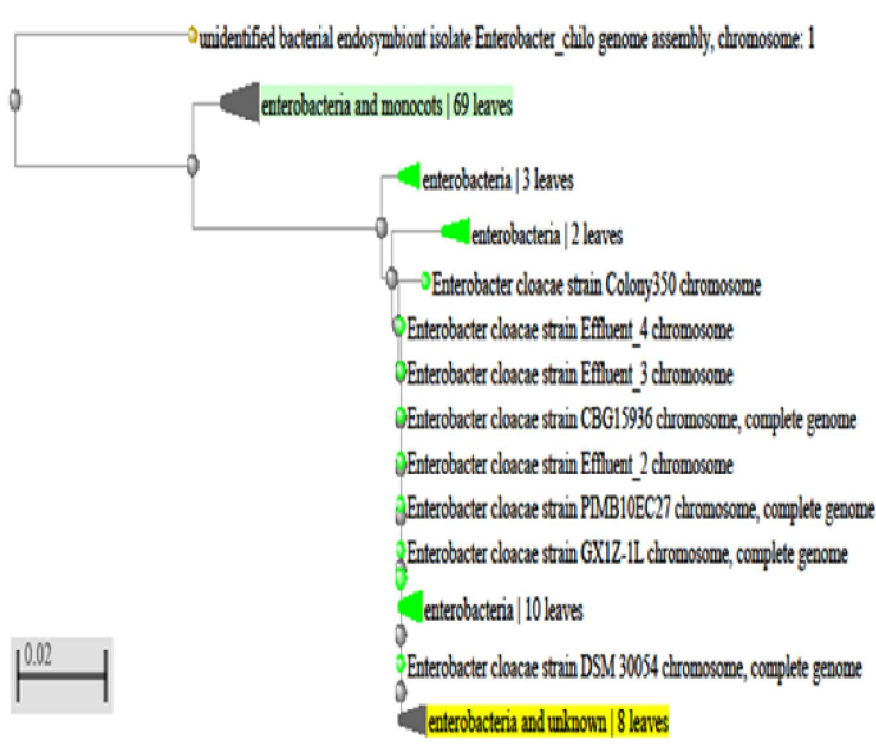 unidentified bacterial endosymbiont isolate Enterobacter_chilo genome assembly, chromosome: 1
enterobacteria and monocots | 69 leaves
enterobacteria | 3 leaves
enterobacteria | 2 leaves
Enterobacter cloacae strain Colony350 chromosome
Enterobacter cloacae strain Effluent_4 chromosome
Enterobacter cloacae strain Effluent_3 chromosome
Enterobacter cloacae strain CBG15936 chromosome, complete genome
Enterobacter cloacae strain Effluent_2 chromosome
Enterobacter cloacae strain PIMB10EC27 chromosome, complete genome
Enterobacter cloacae strain GX1Z-1L chromosome, complete genome
enterobacteria | 10 leaves
0.02
Enterobacter cloacae strain DSM 30054 chromosome, complete genome
enterobacteria and unknown | 8 leaves